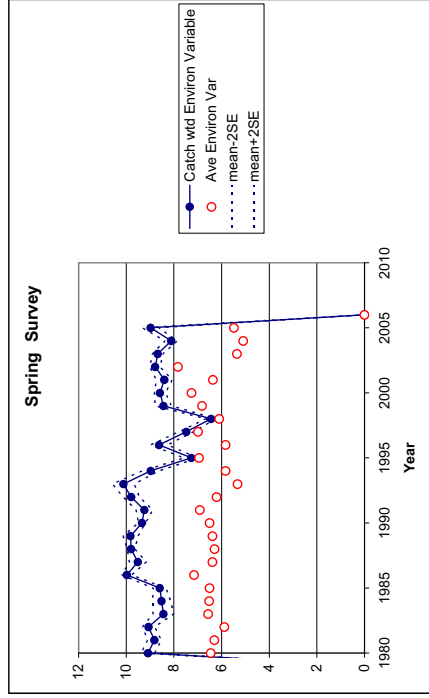 Spring Survey
12
10
8
6
4
2
0
1980
1985
1990
1995
2000
2005
2010
Year
Catch wtd Environ Variable
Ave Environ Var
mean-2SE
mean+2SE